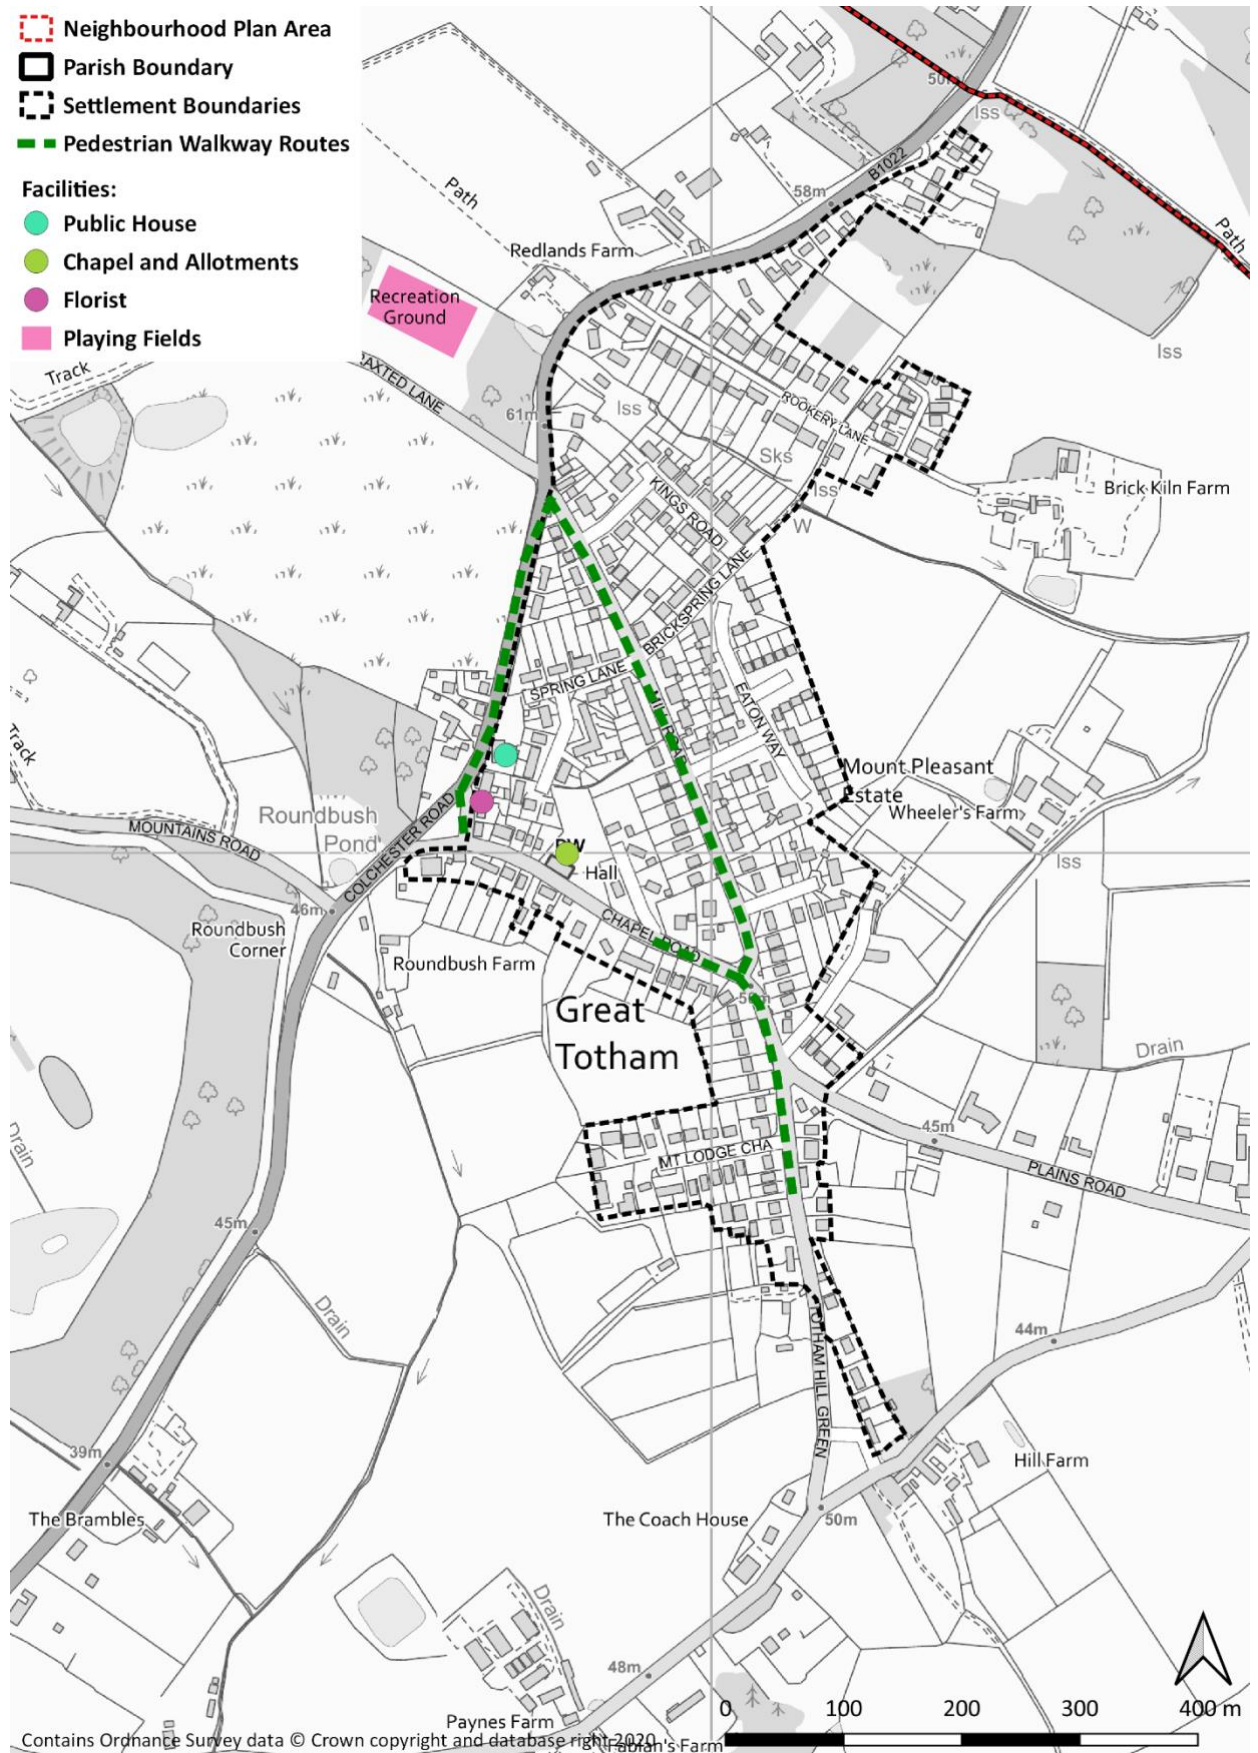 Neighbourhood Plan Area
Parish Boundary
Settlement Boundaries
Pedestrian Walkway Routes
Facilities:
Public House
Chapel and Allotments
Florist
Playing Fields
50m
Iss
B1022
58m
Path
Path
Redlands Farm
Recreation
Ground
Iss
Track
RAXTED LANE
61m
Iss
ROOKERY LANE
Sks
KINGS ROAD
Iss
W
Brick Kiln Farm
BRICKSPRING LANE
SPRING LANE
EATON WAY
Track
Mount Pleasant
Estate
Wheeler's Farm
Roundbush
Pond
MOUNTAINS ROAD
COLCHESTER ROAD
PW
Hall
Iss
46m
Roundbush
Corner
CHAPEL ROAD
Roundbush Farm
Great
Totham
Drain
45m
Drain
MT LODGE CHA
PLAINS ROAD
45m
Drain
44m
TOTHAM HILL GREEN
39m
Hill Farm
The Brambles
The Coach House
50m
Drain
48m
Paynes Farm
0 100 200 300 400 m
Contains Ordnance Survey data © Crown copyright and database right 2020
Fabian's Farm